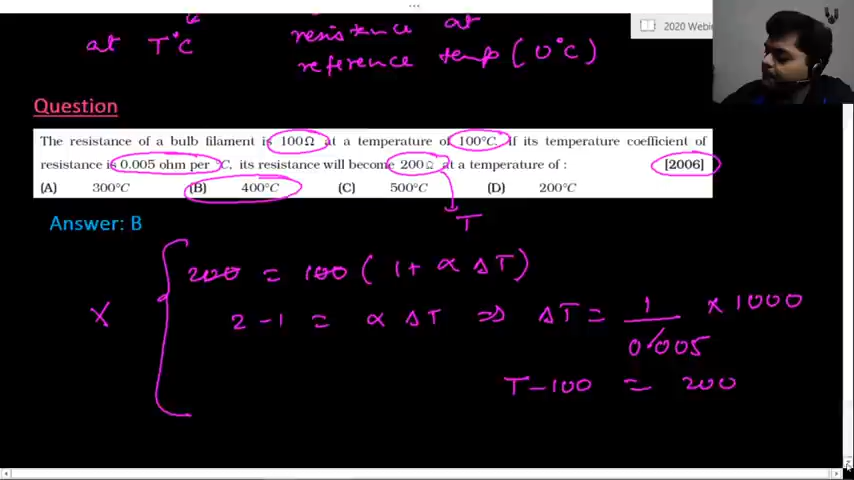 at T°C
resistance at
reference temp (0°C)
2020 Webin
Question
The resistance of a bulb filament is 100Ω at a temperature of 100°C. If its temperature coefficient of
resistance is 0.005 ohm per °C, its resistance will become 200Ω at a temperature of : [2006]
(A) 300°C (B) 400°C (C) 500°C (D) 200°C
Answer: B
T
200 = 100 ( 1 + α ΔT )
X
2 - 1 = α ΔT ⇒ ΔT = 1 / 0.005 × 1000
T - 100 = 200